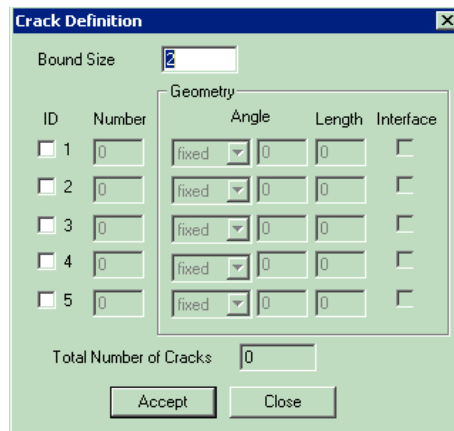 Crack Definition
Bound Size 2
Geometry
ID Number Angle Length Interface
1 0 fixed 0 0
2 0 fixed 0 0
3 0 fixed 0 0
4 0 fixed 0 0
5 0 fixed 0 0
Total Number of Cracks 0
Accept Close